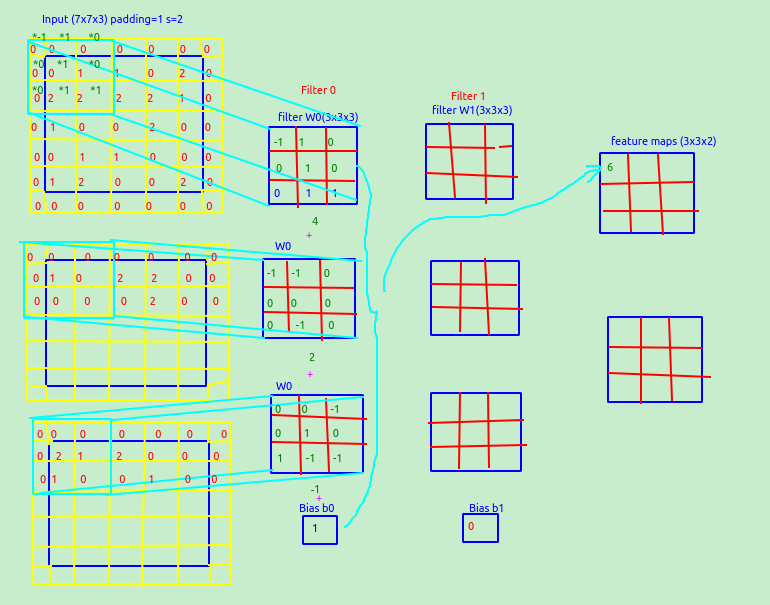 Input (7x7x3) padding=1 s=2
*-1 *1 *0
0 0 0 0 0 0 0
*0 *1 *0
0 0 1 1 0 2 0
*0 *1 *1
0 2 2 2 2 1 0
0 1 0 0 2 0 0
0 0 1 1 0 0 0
0 1 2 0 0 2 0
0 0 0 0 0 0 0
Filter 0
filter W0(3x3x3)
-1 1 0
0 1 0
0 1 1
4
+
Filter 1
filter W1(3x3x3)
feature maps (3x3x2)
6
0 0 0 0 0 0 0
0 1 0 2 2 0 0
0 0 0 0 2 0 0
W0
-1 -1 0
0 0 0
0 -1 0
2
+
0 0 0 0 0 0 0
0 2 1 2 0 0 0
0 1 0 0 1 0 0
W0
0 0 -1
0 1 0
1 -1 -1
-1
+
Bias b0
1
Bias b1
0